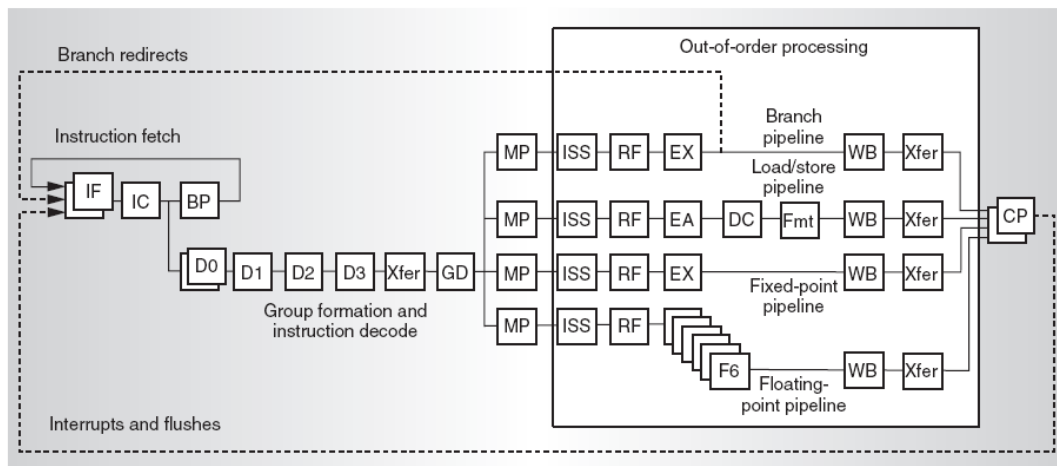 Out-of-order processing
Branch redirects
Instruction fetch
IF
IC
BP
MP
ISS
RF
EX
Branch
pipeline
WB
Xfer
Load/store
pipeline
MP
ISS
RF
EA
DC
Fmt
WB
Xfer
CP
D0
D1
D2
D3
Xfer
GD
Group formation and
instruction decode
MP
ISS
RF
EX
WB
Xfer
Fixed-point
pipeline
MP
ISS
RF
F6
WB
Xfer
Floating-
point pipeline
Interrupts and flushes